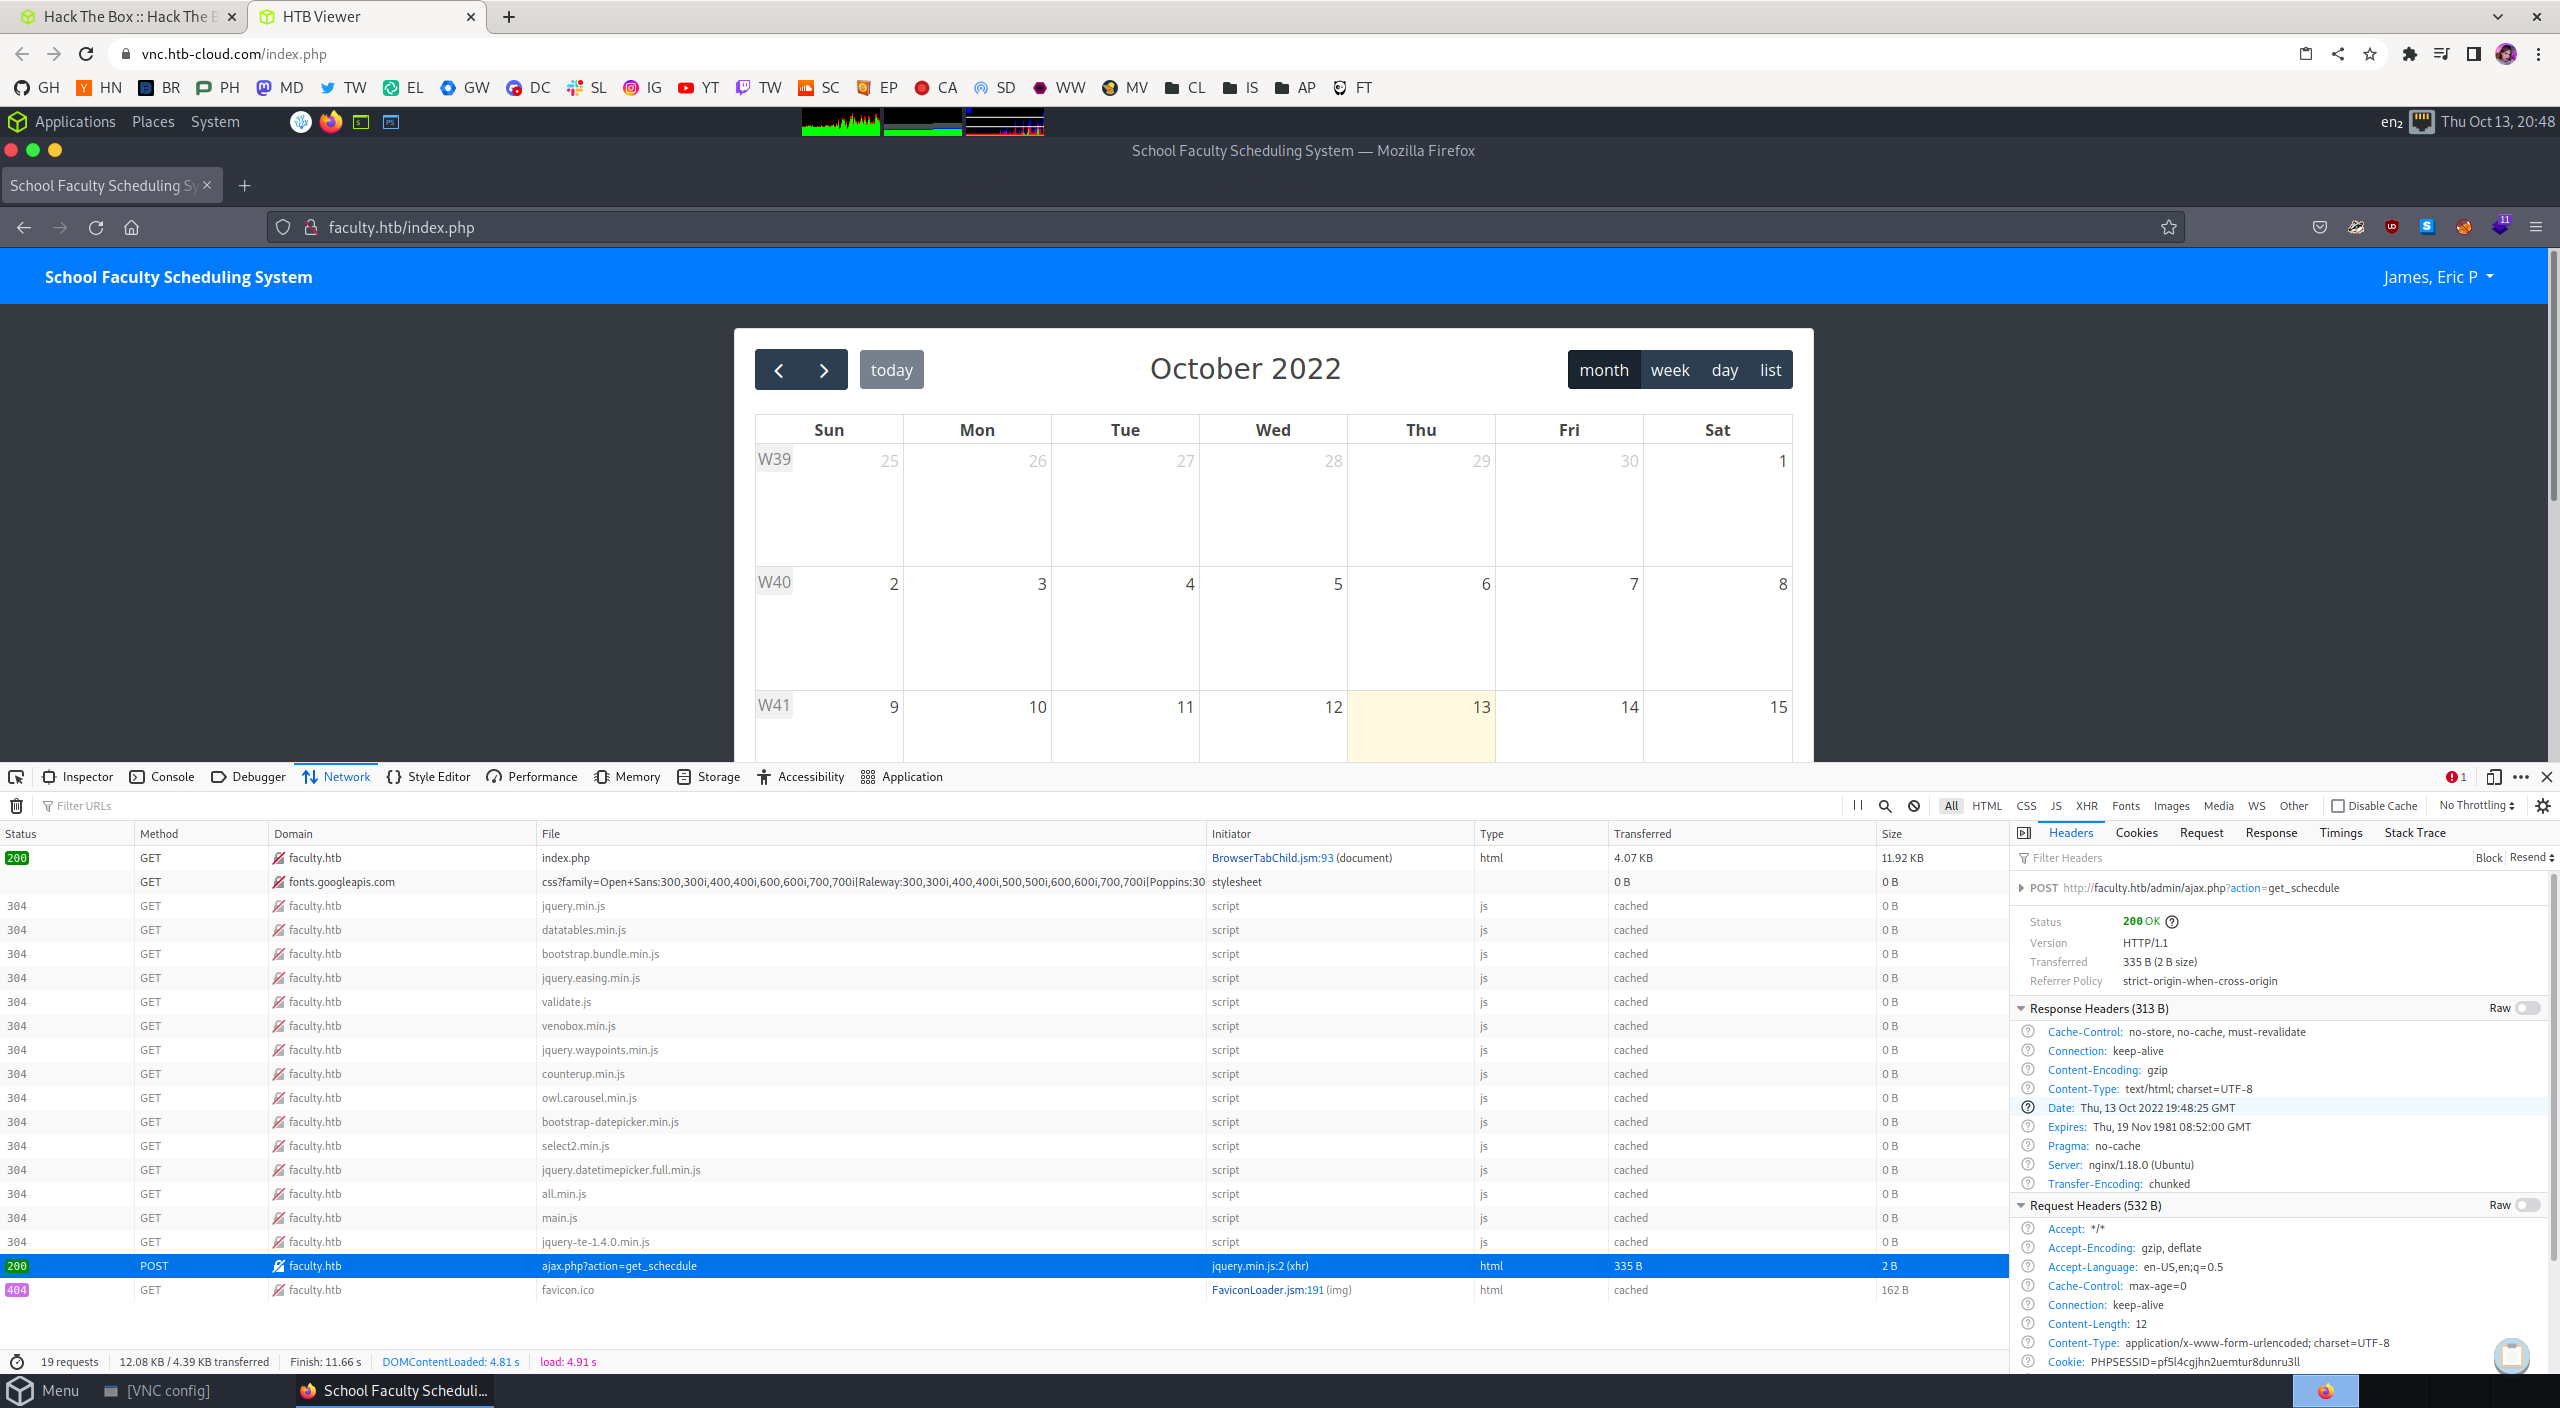 Hack The Box :: Hack The B
HTB Viewer
vnc.htb-cloud.com/index.php
GH HN BR PH MD TW EL GW DC SL IG YT TW SC EP CA SD WW MV CL IS AP FT
Applications Places System
en₂ Thu Oct 13, 20:48
School Faculty Scheduling System — Mozilla Firefox
School Faculty Scheduling Sy
faculty.htb/index.php
11
School Faculty Scheduling System
James, Eric P
today
October 2022
month week day list
Sun Mon Tue Wed Thu Fri Sat
W39 25 26 27 28 29 30 1
W40 2 3 4 5 6 7 8
W41 9 10 11 12 13 14 15
Inspector Console Debugger Network Style Editor Performance Memory Storage Accessibility Application 1
Filter URLs All HTML CSS JS XHR Fonts Images Media WS Other Disable Cache No Throttling
Status Method Domain File Initiator Type Transferred Size
200 GET faculty.htb index.php BrowserTabChild.jsm:93 (document) html 4.07 KB 11.92 KB
GET fonts.googleapis.com css?family=Open+Sans:300,300i,400,400i,600,600i,700,700i|Raleway:300,300i,400,400i,500,500i,600,600i,700,700i|Poppins:30 stylesheet 0 B 0 B
304 GET faculty.htb jquery.min.js script js cached 0 B
304 GET faculty.htb datatables.min.js script js cached 0 B
304 GET faculty.htb bootstrap.bundle.min.js script js cached 0 B
304 GET faculty.htb jquery.easing.min.js script js cached 0 B
304 GET faculty.htb validate.js script js cached 0 B
304 GET faculty.htb venobox.min.js script js cached 0 B
304 GET faculty.htb jquery.waypoints.min.js script js cached 0 B
304 GET faculty.htb counterup.min.js script js cached 0 B
304 GET faculty.htb owl.carousel.min.js script js cached 0 B
304 GET faculty.htb bootstrap-datepicker.min.js script js cached 0 B
304 GET faculty.htb select2.min.js script js cached 0 B
304 GET faculty.htb jquery.datetimepicker.full.min.js script js cached 0 B
304 GET faculty.htb all.min.js script js cached 0 B
304 GET faculty.htb main.js script js cached 0 B
304 GET faculty.htb jquery-te-1.4.0.min.js script js cached 0 B
200 POST faculty.htb ajax.php?action=get_schecdule jquery.min.js:2 (xhr) html 335 B 2 B
404 GET faculty.htb favicon.ico FaviconLoader.jsm:191 (img) html cached 162 B
19 requests 12.08 KB / 4.39 KB transferred Finish: 11.66 s DOMContentLoaded: 4.81 s load: 4.91 s
Headers Cookies Request Response Timings Stack Trace
Filter Headers Block Resend
POST http://faculty.htb/admin/ajax.php?action=get_schecdule
Status 200 OK
Version HTTP/1.1
Transferred 335 B (2 B size)
Referrer Policy strict-origin-when-cross-origin
Response Headers (313 B) Raw
Cache-Control: no-store, no-cache, must-revalidate
Connection: keep-alive
Content-Encoding: gzip
Content-Type: text/html; charset=UTF-8
Date: Thu, 13 Oct 2022 19:48:25 GMT
Expires: Thu, 19 Nov 1981 08:52:00 GMT
Pragma: no-cache
Server: nginx/1.18.0 (Ubuntu)
Transfer-Encoding: chunked
Request Headers (532 B) Raw
Accept: */*
Accept-Encoding: gzip, deflate
Accept-Language: en-US,en;q=0.5
Cache-Control: max-age=0
Connection: keep-alive
Content-Length: 12
Content-Type: application/x-www-form-urlencoded; charset=UTF-8
Cookie: PHPSESSID=pf5l4cgjhn2uemtur8dunru3ll
Menu [VNC config] School Faculty Scheduli...